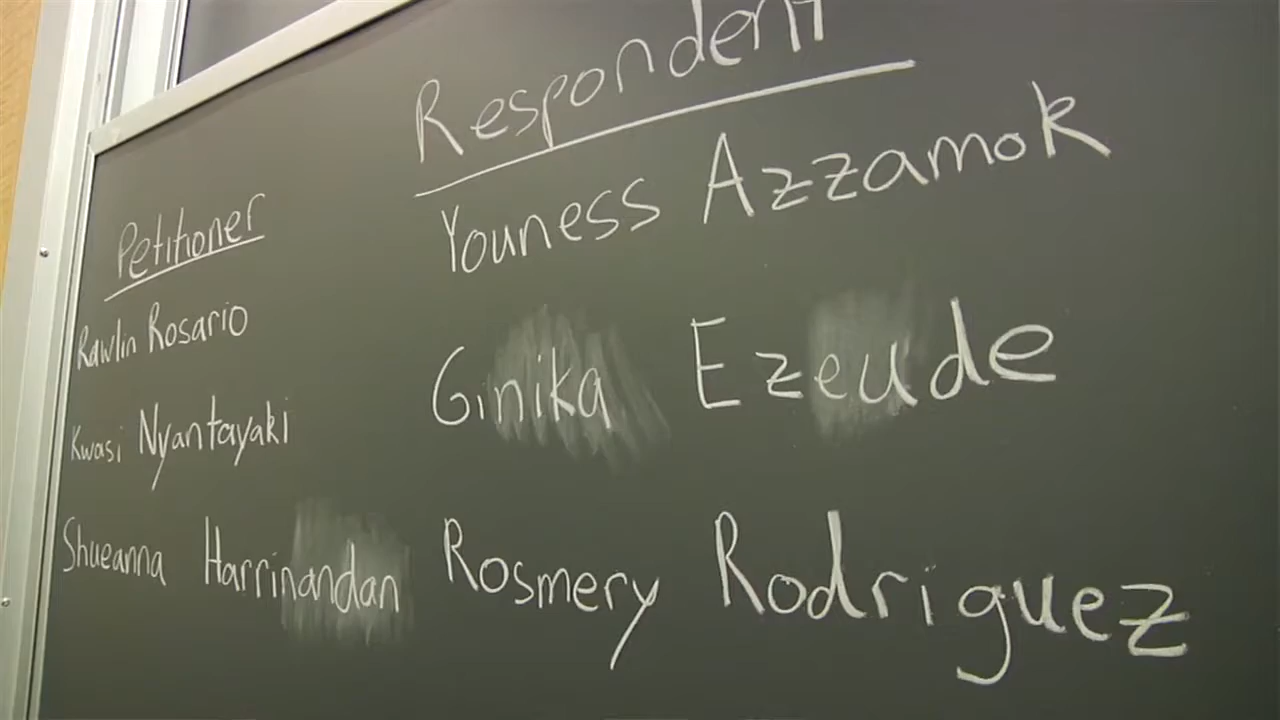 Petitioner
Rawlin Rosario
Kwasi Nyantayaki
Shueanna Harrinandan
Respondent
Youness Azzamok
Ginika Ezeude
Rosmery Rodriguez